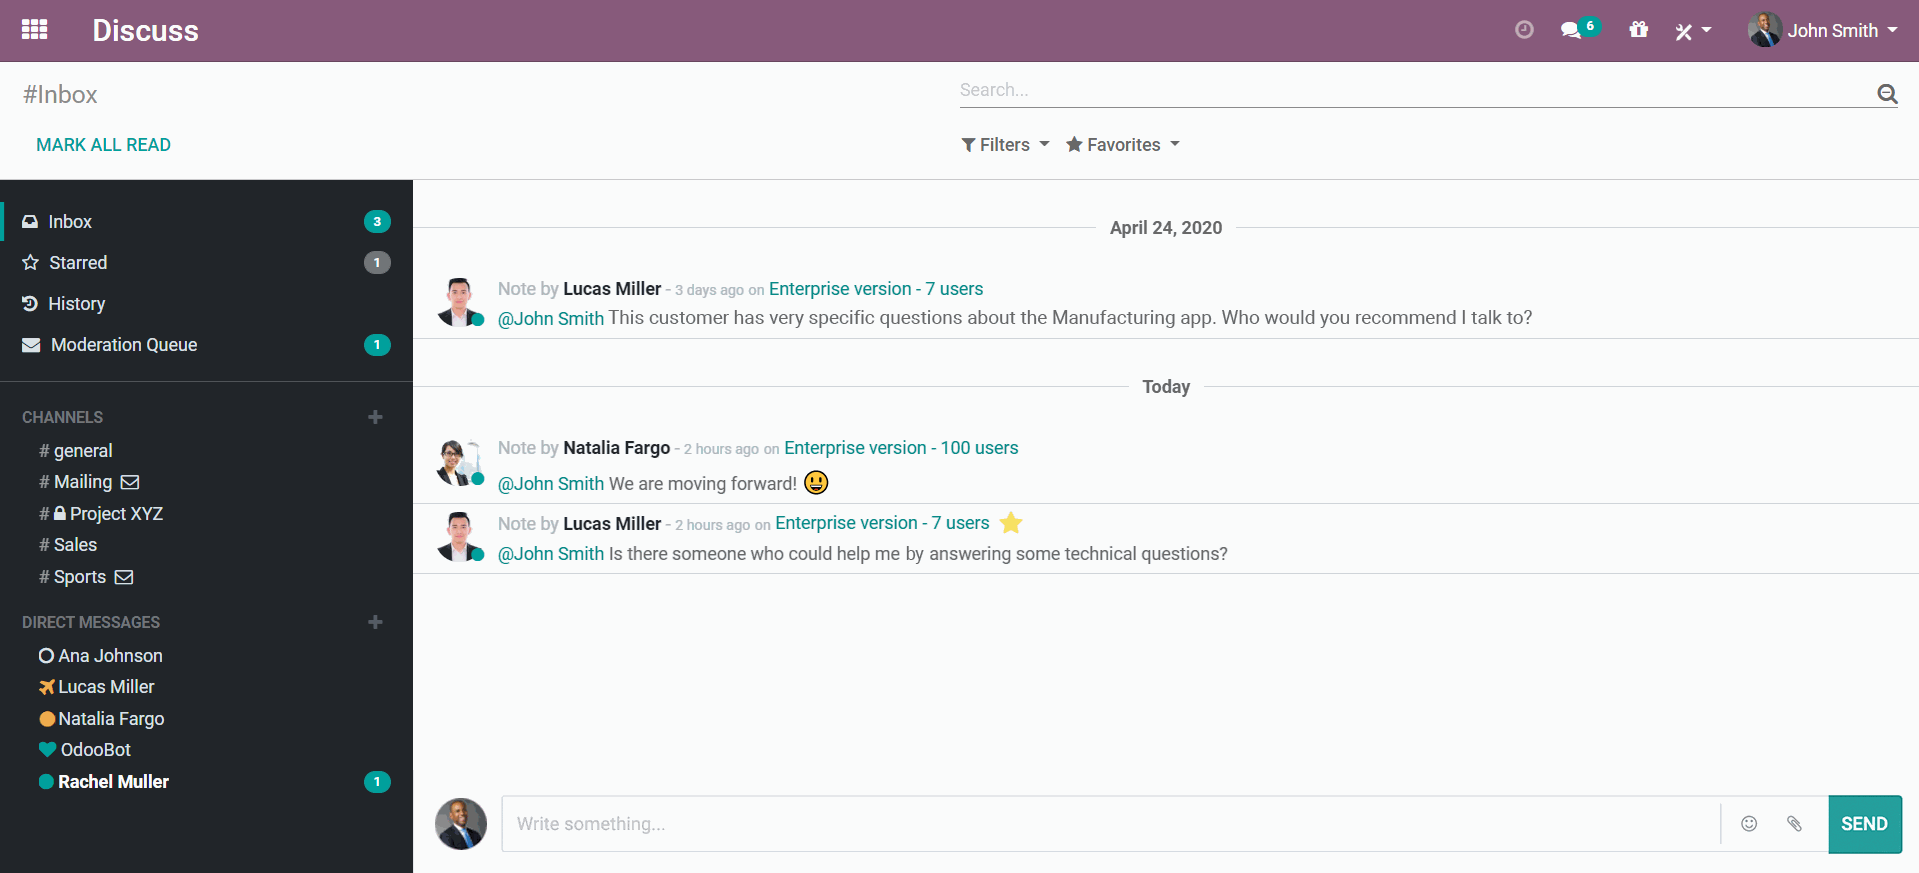 Discuss
6
John Smith
#Inbox
Search...
MARK ALL READ
Filters
Favorites
Inbox 3
Starred 1
History
Moderation Queue 1
CHANNELS +
# general
# Mailing
# Project XYZ
# Sales
# Sports
DIRECT MESSAGES +
Ana Johnson
Lucas Miller
Natalia Fargo
OdooBot
Rachel Muller 1
April 24, 2020
Note by Lucas Miller - 3 days ago on Enterprise version - 7 users
@John Smith This customer has very specific questions about the Manufacturing app. Who would you recommend I talk to?
Today
Note by Natalia Fargo - 2 hours ago on Enterprise version - 100 users
@John Smith We are moving forward! 😃
Note by Lucas Miller - 2 hours ago on Enterprise version - 7 users
@John Smith Is there someone who could help me by answering some technical questions?
Write something...
SEND